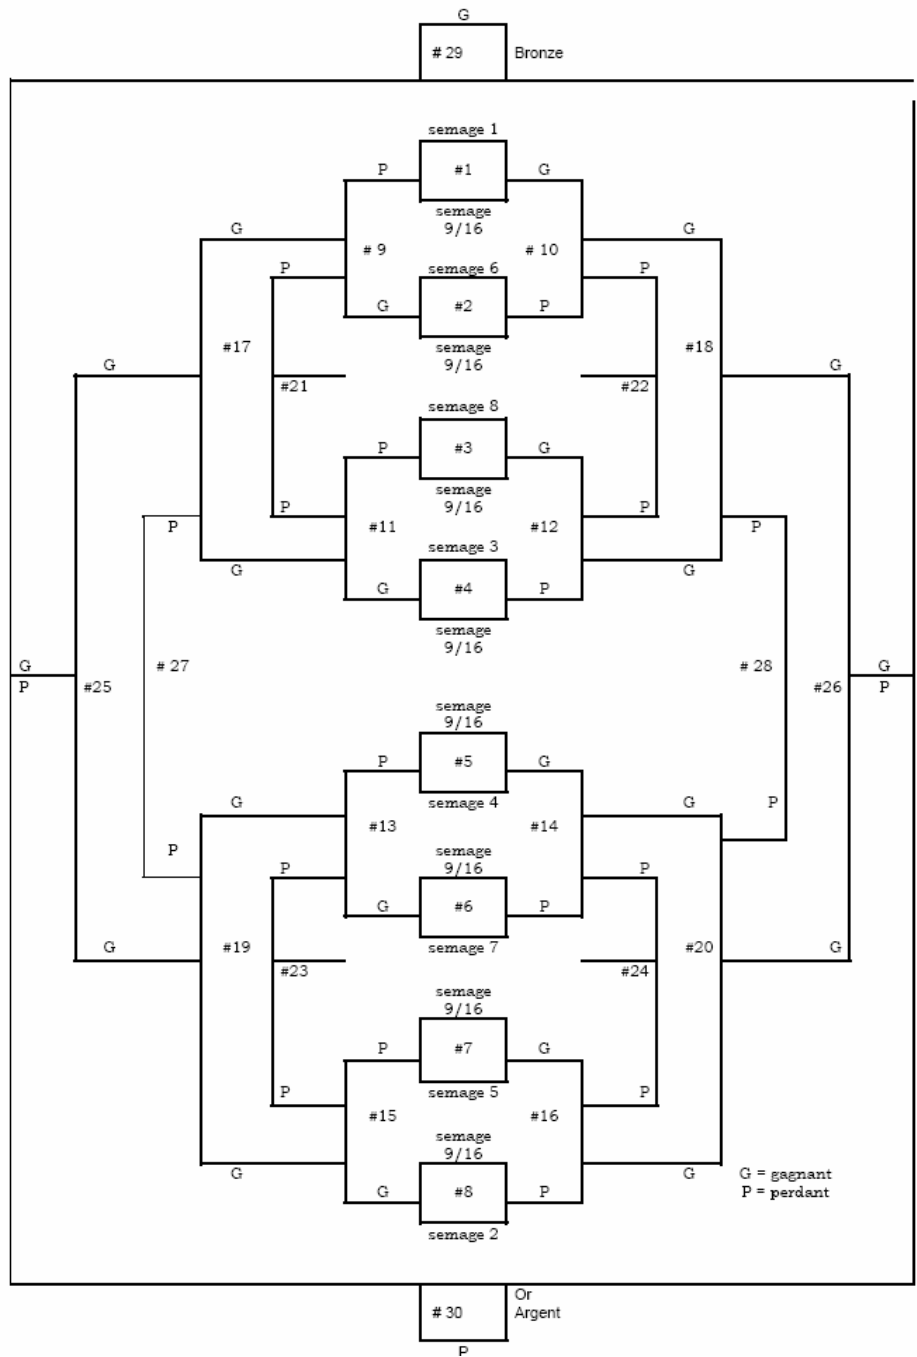 G
# 29 Bronze
semage 1
P #1 G
semage
9/16
G G
# 9 # 10
P semage 6 P
G #2 P
semage
9/16
#17 #18
G G
#21 #22
semage 8
P #3 G
semage
9/16
P P
P #11 #12 P
semage 3
G G
G #4 P
semage
9/16
G # 27 # 28 G
P #25 #26 P
semage
9/16
P #5 G
semage 4
G G P
#13 #14
P semage P
9/16
P P
G #6 P
semage 7
G #19 #20 G
#23 #24
semage
9/16
P #7 G
semage 5
P P
#15 #16
semage
9/16
G G
G #8 P
semage 2
G = gagnant
P = perdant
Or
# 30 Argent
P